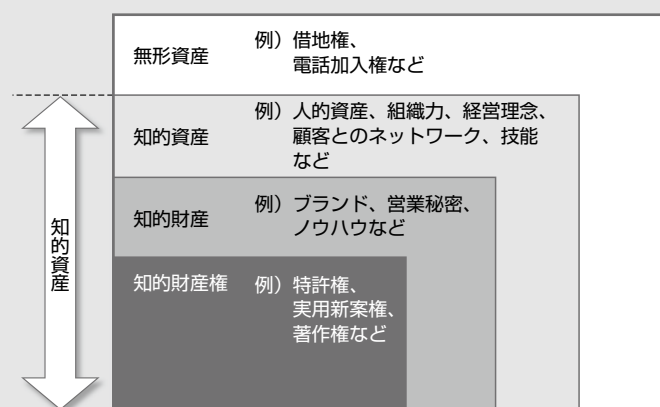 無形資産
例）借地権、
電話加入権など
知的資産
例）人的資産、組織力、経営理念、
顧客とのネットワーク、技能
など
知的財産
例）ブランド、営業秘密、
ノウハウなど
知的財産権
例）特許権、
実用新案権、
著作権など
知的資産